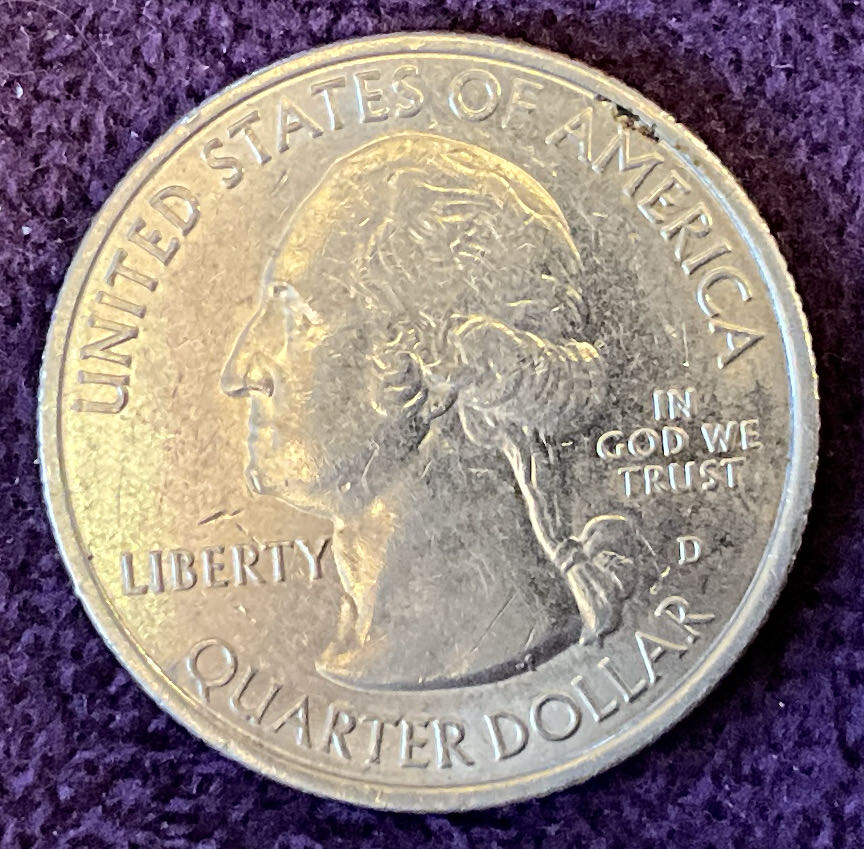 UNITED STATES OF AMERICA
IN
GOD WE
TRUST
LIBERTY
D
QUARTER DOLLAR